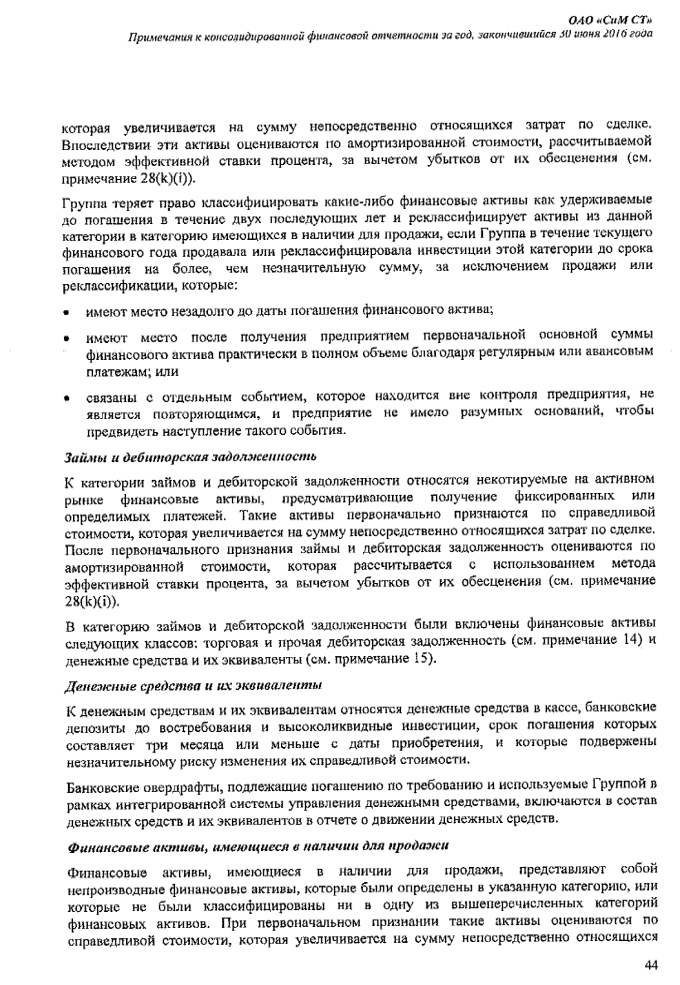 ОАО «СиМ СТ»
Примечания к консолидированной финансовой отчетности за год, закончившийся 30 июня 2016 года
которая увеличивается на сумму непосредственно относящихся затрат по сделке.
Впоследствии эти активы оцениваются по амортизированной стоимости, рассчитываемой
методом эффективной ставки процента, за вычетом убытков от их обесценения (см.
примечание 28(k)(i)).
Группа теряет право классифицировать какие-либо финансовые активы как удерживаемые
до погашения в течение двух последующих лет и реклассифицирует активы из данной
категории в категорию имеющихся в наличии для продажи, если Группа в течение текущего
финансового года продавала или реклассифицировала инвестиции этой категории до срока
погашения на более, чем незначительную сумму, за исключением продажи или
реклассификации, которые:
• имеют место незадолго до даты погашения финансового актива;
• имеют место после получения предприятием первоначальной основной суммы
финансового актива практически в полном объеме благодаря регулярным или авансовым
платежам; или
• связаны с отдельным событием, которое находится вне контроля предприятия, не
является повторяющимся, и предприятие не имело разумных оснований, чтобы
предвидеть наступление такого события.
Займы и дебиторская задолженность
К категории займов и дебиторской задолженности относятся некотируемые на активном
рынке финансовые активы, предусматривающие получение фиксированных или
определимых платежей. Такие активы первоначально признаются по справедливой
стоимости, которая увеличивается на сумму непосредственно относящихся затрат по сделке.
После первоначального признания займы и дебиторская задолженность оцениваются по
амортизированной стоимости, которая рассчитывается с использованием метода
эффективной ставки процента, за вычетом убытков от их обесценения (см. примечание
28(k)(i)).
В категорию займов и дебиторской задолженности были включены финансовые активы
следующих классов: торговая и прочая дебиторская задолженность (см. примечание 14) и
денежные средства и их эквиваленты (см. примечание 15).
Денежные средства и их эквиваленты
К денежным средствам и их эквивалентам относятся денежные средства в кассе, банковские
депозиты до востребования и высоколиквидные инвестиции, срок погашения которых
составляет три месяца или меньше с даты приобретения, и которые подвержены
незначительному риску изменения их справедливой стоимости.
Банковские овердрафты, подлежащие погашению по требованию и используемые Группой в
рамках интегрированной системы управления денежными средствами, включаются в состав
денежных средств и их эквивалентов в отчете о движении денежных средств.
Финансовые активы, имеющиеся в наличии для продажи
Финансовые активы, имеющиеся в наличии для продажи, представляют собой
непроизводные финансовые активы, которые были определены в указанную категорию, или
которые не были классифицированы ни в одну из вышеперечисленных категорий
финансовых активов. При первоначальном признании такие активы оцениваются по
справедливой стоимости, которая увеличивается на сумму непосредственно относящихся
44